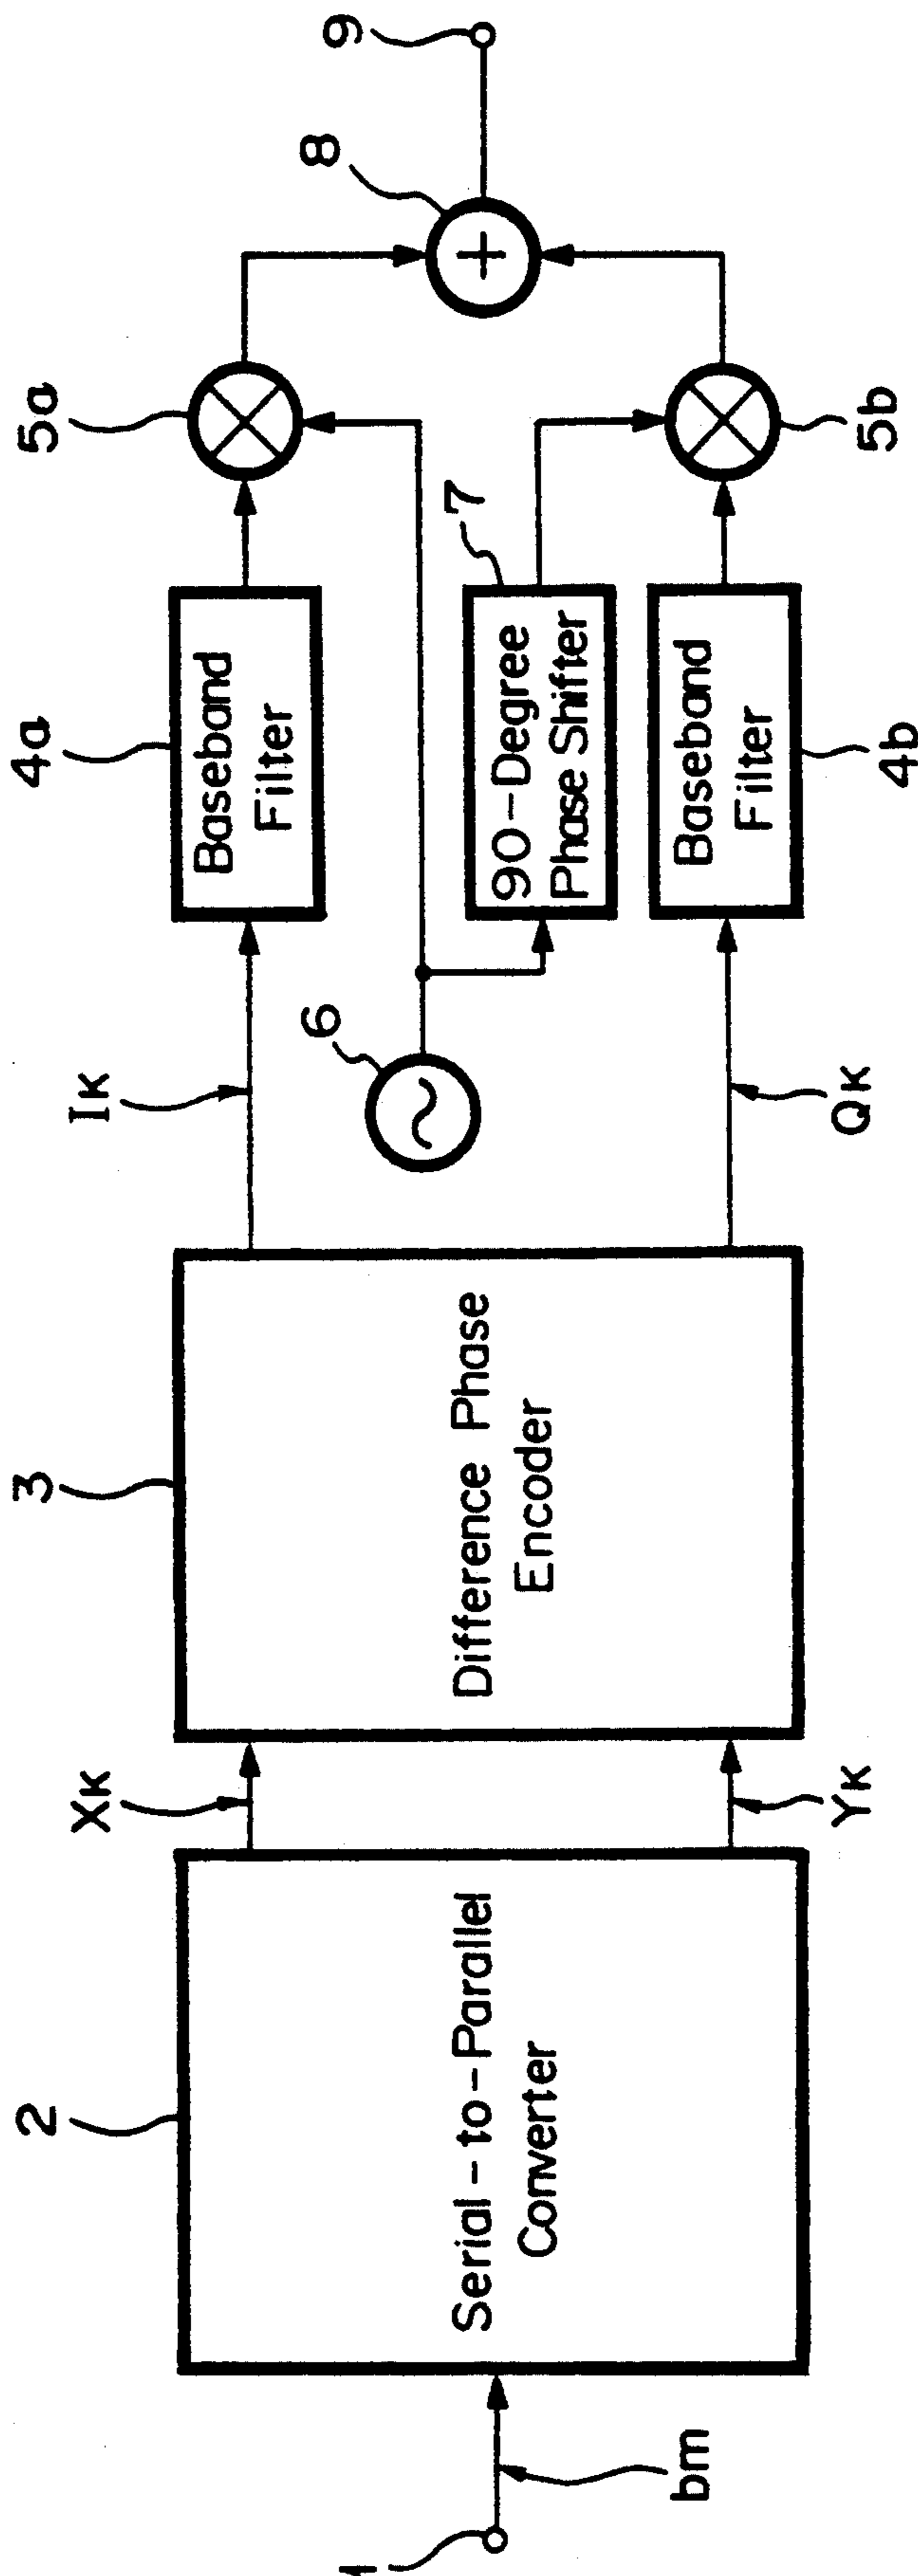 1
bm
2
Serial-to-Parallel
Converter
XK
YK
3
Difference Phase
Encoder
IK
QK
6
4a
Baseband
Filter
7
90-Degree
Phase Shifter
Baseband
Filter
4b
5a
5b
8
+
9